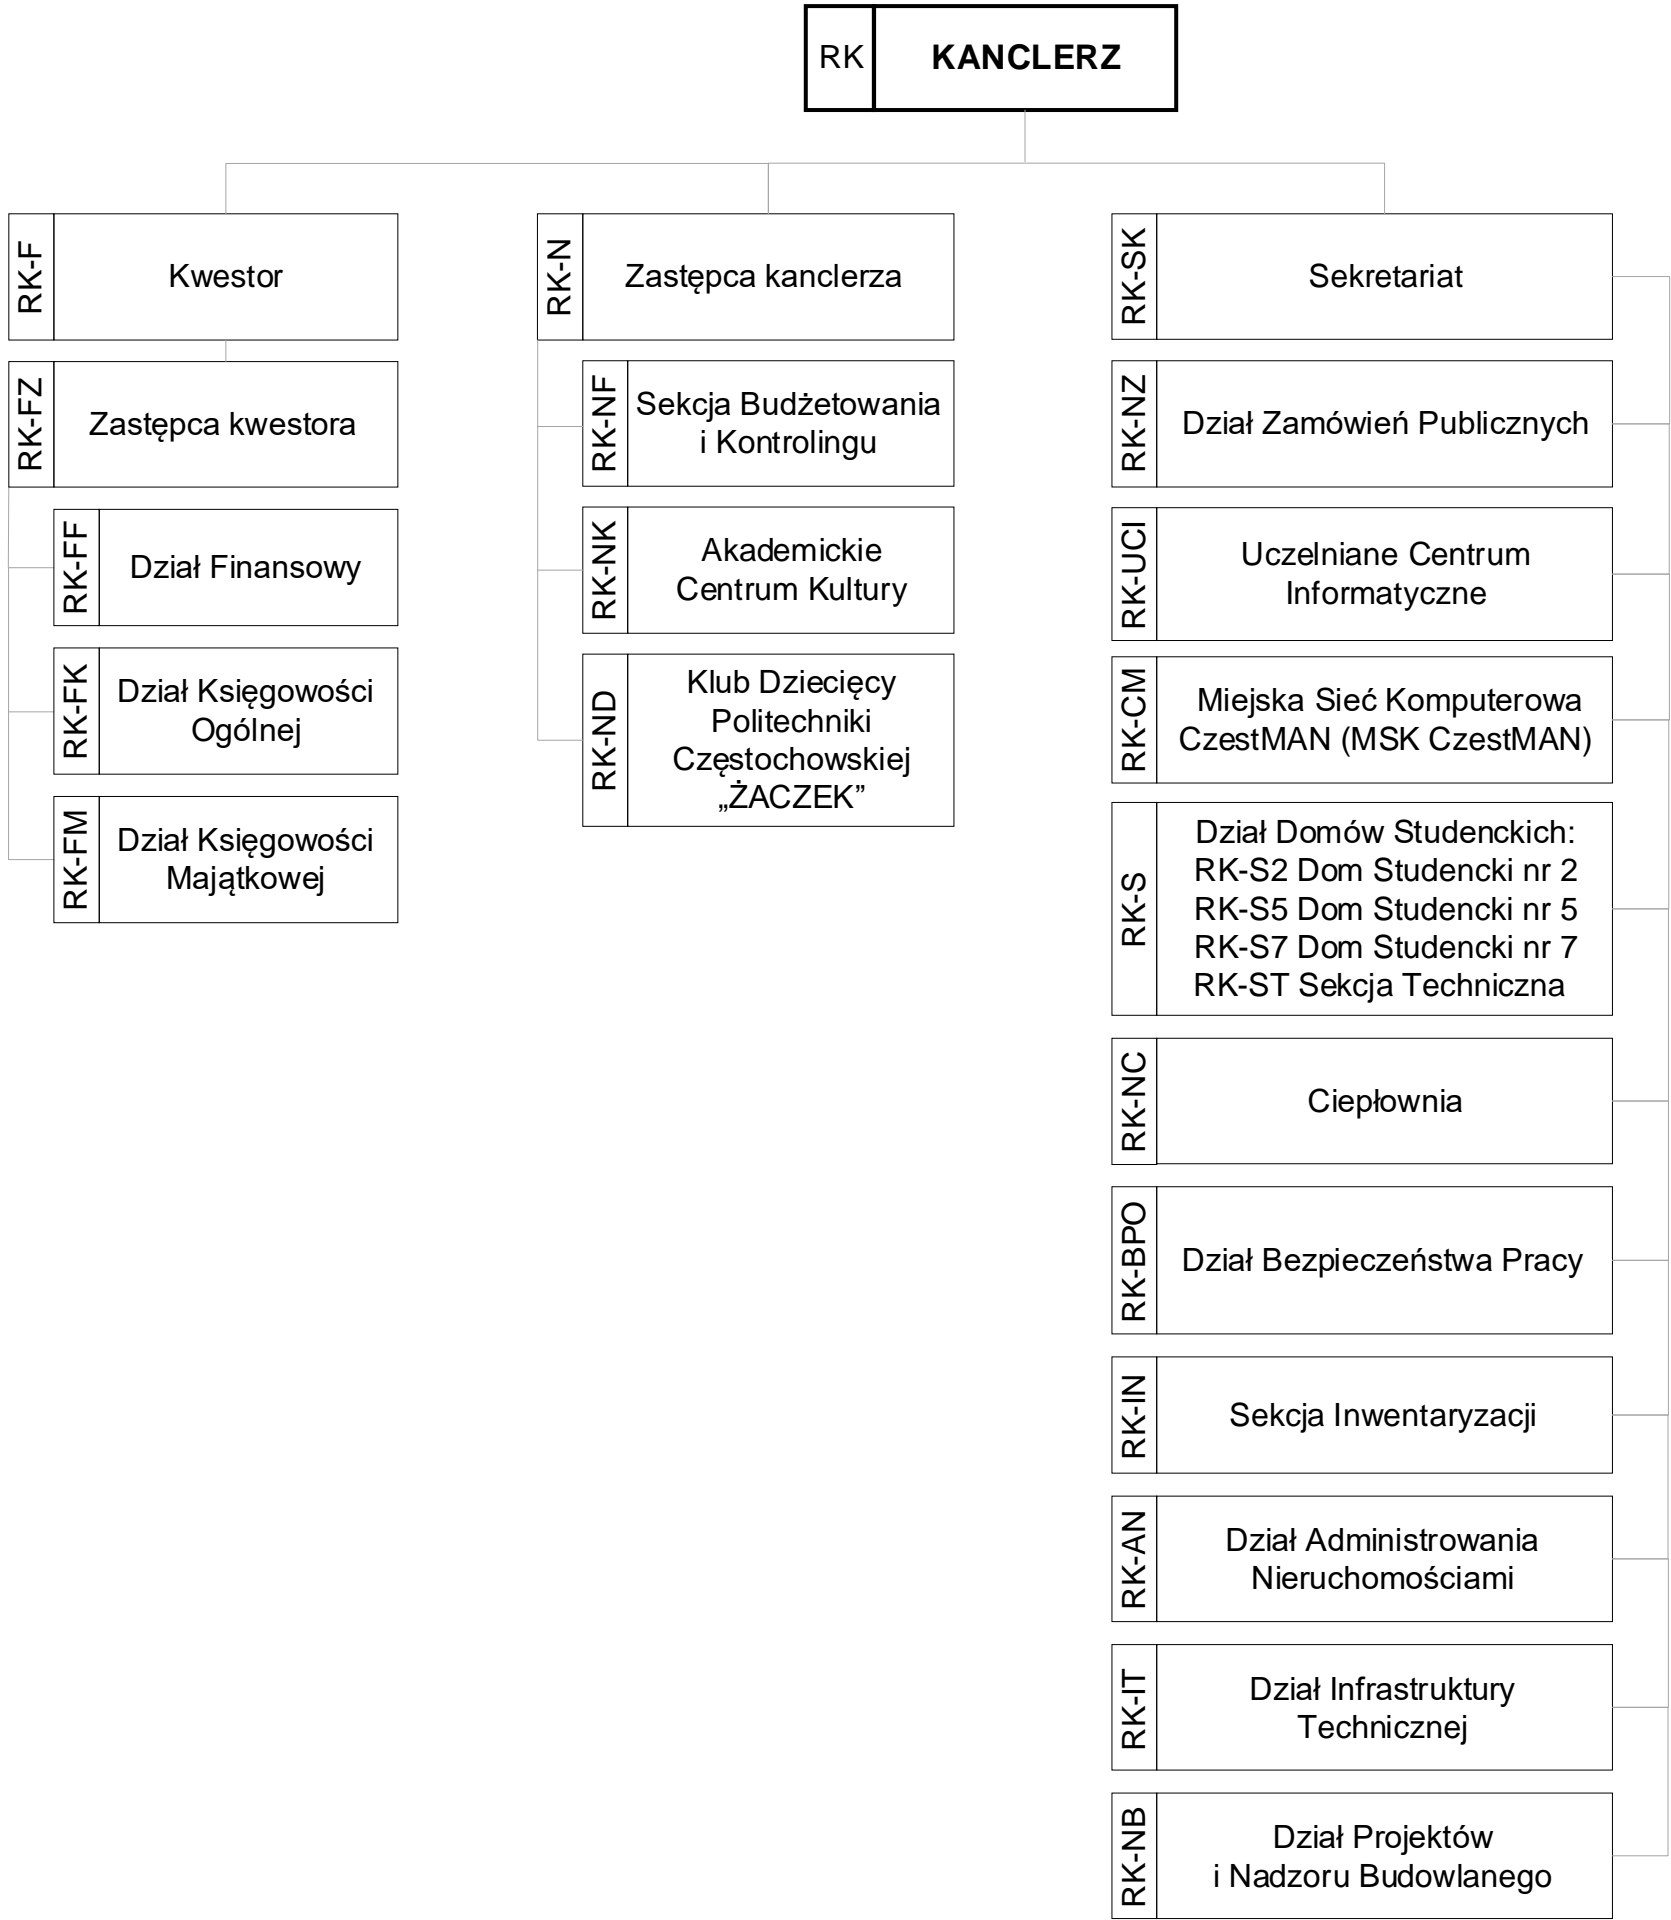 RK
KANCLERZ
RK-F
Kwestor
RK-FZ
Zastępca kwestora
RK-FF
Dział Finansowy
RK-FK
Dział Księgowości
Ogólnej
RK-FM
Dział Księgowości
Majątkowej
RK-N
Zastępca kanclerza
RK-NF
Sekcja Budżetowania
i Kontrolingu
RK-NK
Akademickie
Centrum Kultury
RK-ND
Klub Dziecięcy
Politechniki
Częstochowskiej
„ŻACZEK”
RK-SK
Sekretariat
RK-NZ
Dział Zamówień Publicznych
RK-UCI
Uczelniane Centrum
Informatyczne
RK-CM
Miejska Sieć Komputerowa
CzestMAN (MSK CzestMAN)
RK-S
Dział Domów Studenckich:
RK-S2 Dom Studencki nr 2
RK-S5 Dom Studencki nr 5
RK-S7 Dom Studencki nr 7
RK-ST Sekcja Techniczna
RK-NC
Ciepłownia
RK-BPO
Dział Bezpieczeństwa Pracy
RK-IN
Sekcja Inwentaryzacji
RK-AN
Dział Administrowania
Nieruchomościami
RK-IT
Dział Infrastruktury
Technicznej
RK-NB
Dział Projektów
i Nadzoru Budowlanego